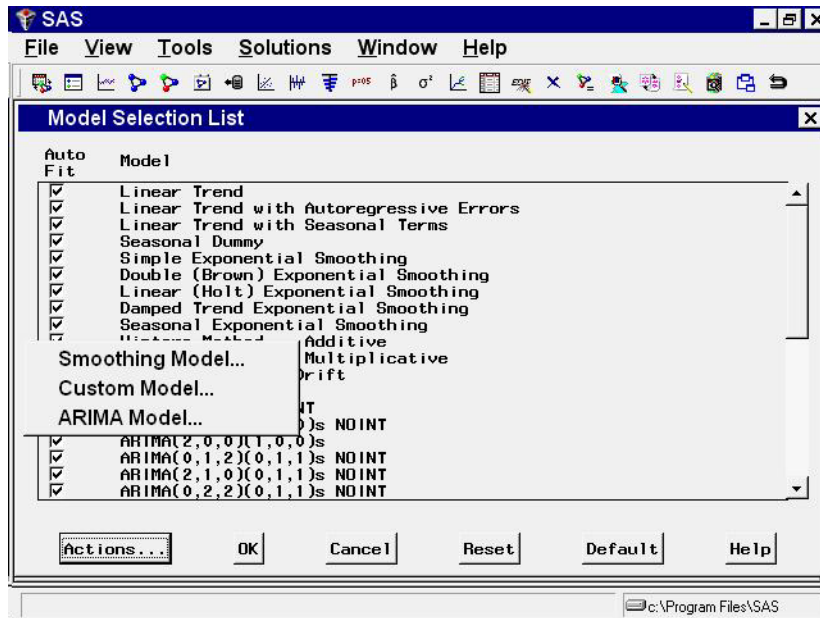 SAS
File View Tools Solutions Window Help
p=05 β̂ σ²
Model Selection List
Auto Fit Model
Linear Trend
Linear Trend with Autoregressive Errors
Linear Trend with Seasonal Terms
Seasonal Dummy
Simple Exponential Smoothing
Double (Brown) Exponential Smoothing
Linear (Holt) Exponential Smoothing
Damped Trend Exponential Smoothing
Seasonal Exponential Smoothing
Additive
Smoothing Model... Multiplicative
Drift
Custom Model...
NT
ARIMA Model... )s NOINT
ARIMA(2,0,0)(1,0,0)s
ARIMA(0,1,2)(0,1,1)s NOINT
ARIMA(2,1,0)(0,1,1)s NOINT
ARIMA(0,2,2)(0,1,1)s NOINT
Actions... OK Cancel Reset Default Help
c:\Program Files\SAS